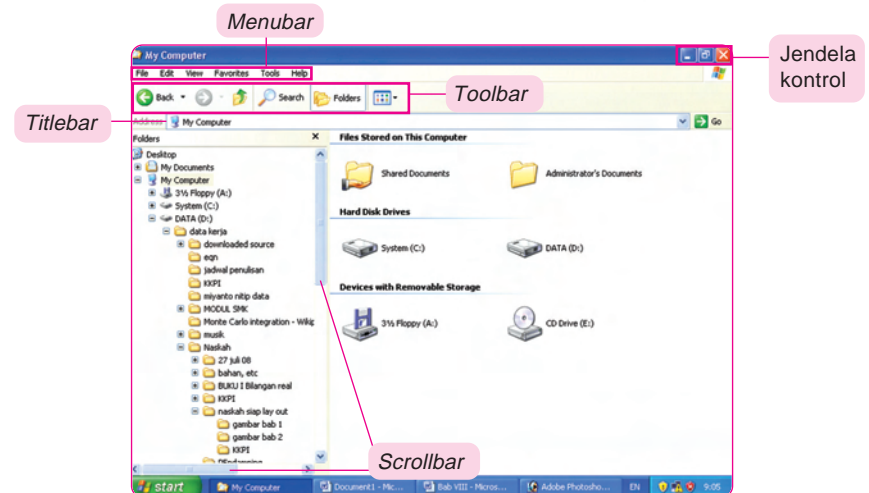 Menubar
My Computer
Jendela
kontrol
File Edit View Favorites Tools Help
Back Search Folders
Toolbar
Titlebar
Address My Computer Go
Folders
Files Stored on This Computer
Desktop
My Documents
Shared Documents
Administrator's Documents
My Computer
3½ Floppy (A:)
System (C:)
Hard Disk Drives
DATA (D:)
data kerja
downloaded source
System (C:)
DATA (D:)
eqn
jadwal penulisan
KKPI
Devices with Removable Storage
miyanto nitip data
MODUL SMK
Monte Carlo integration - Wikip
3½ Floppy (A:)
CD Drive (E:)
musik
Naskah
27 juli 08
bahan, etc
BUKU I Bilangan real
KKPI
naskah siap lay out
gambar bab 1
gambar bab 2
KKPI
Scrollbar
start My Computer Document1 - Mic... Bab VIII - Micros... Adobe Photosho... EN 9:05